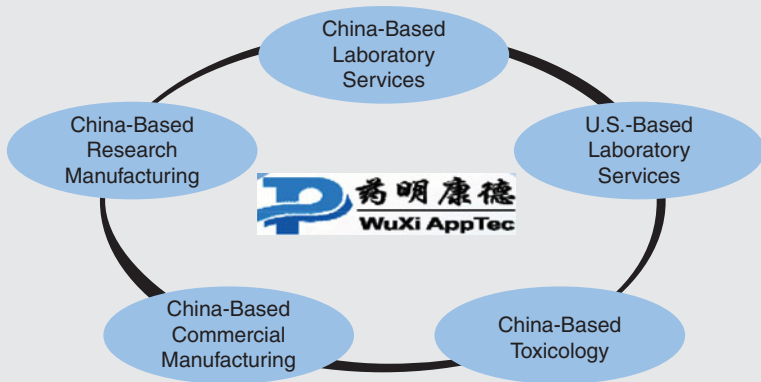 China-Based
Laboratory
Services
U.S.-Based
Laboratory
Services
China-Based
Toxicology
China-Based
Commercial
Manufacturing
China-Based
Research
Manufacturing
药明康德
WuXi AppTec